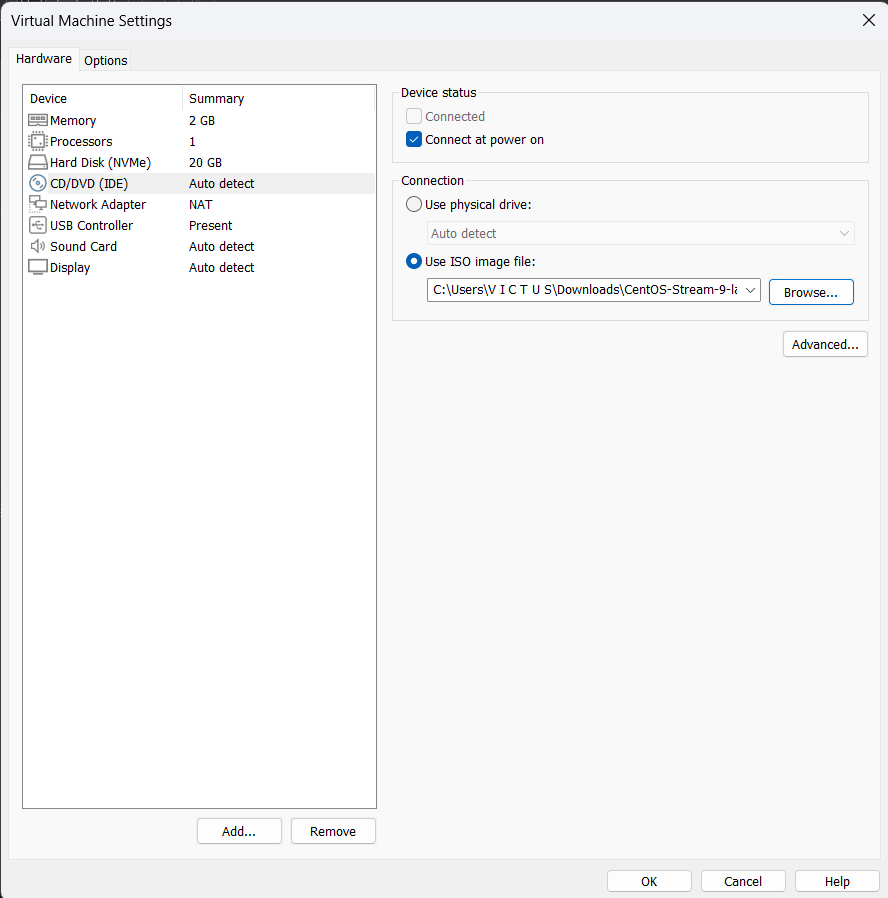 Virtual Machine Settings
Hardware Options
Device Summary
Memory 2 GB
Processors 1
Hard Disk (NVMe) 20 GB
CD/DVD (IDE) Auto detect
Network Adapter NAT
USB Controller Present
Sound Card Auto detect
Display Auto detect
Add... Remove
Device status
Connected
Connect at power on
Connection
Use physical drive:
Auto detect
Use ISO image file:
C:\Users\V I C T U S\Downloads\CentOS-Stream-9-la Browse...
Advanced...
OK Cancel Help